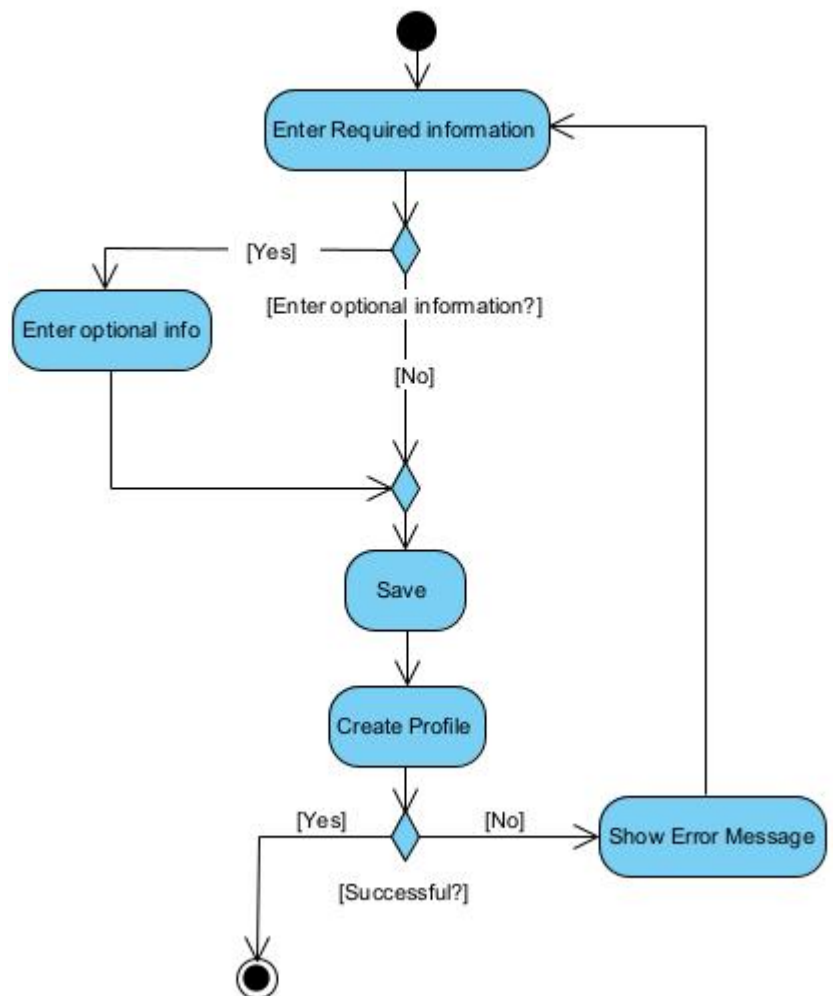 Enter Required information
[Yes]
[Enter optional information?]
Enter optional info
[No]
Save
Create Profile
[Yes]
[No]
Show Error Message
[Successful?]